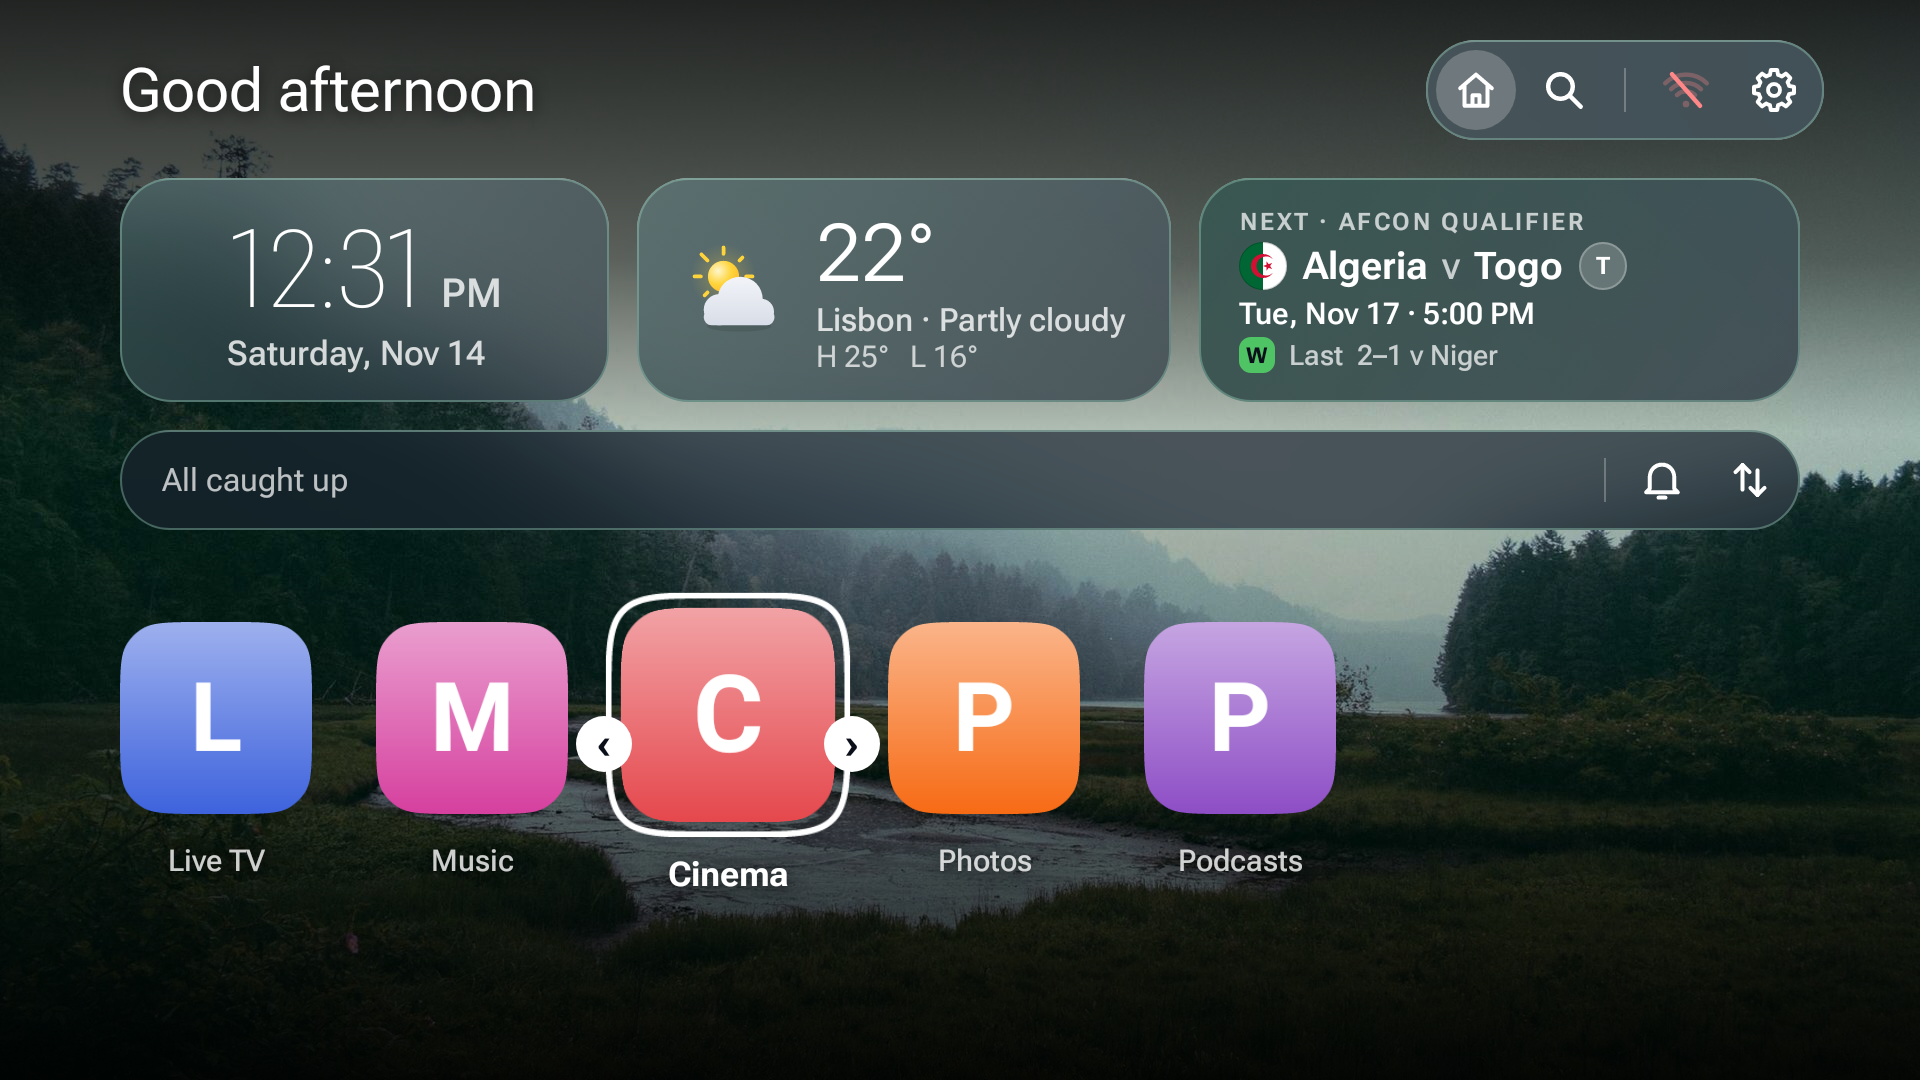 Good afternoon
12:31 PM
Saturday, Nov 14
22°
Lisbon · Partly cloudy
H 25° L 16°
NEXT · AFCON QUALIFIER
Algeria v Togo T
Tue, Nov 17 · 5:00 PM
W Last 2–1 v Niger
All caught up
L
M
C
P
P
Live TV
Music
Cinema
Photos
Podcasts